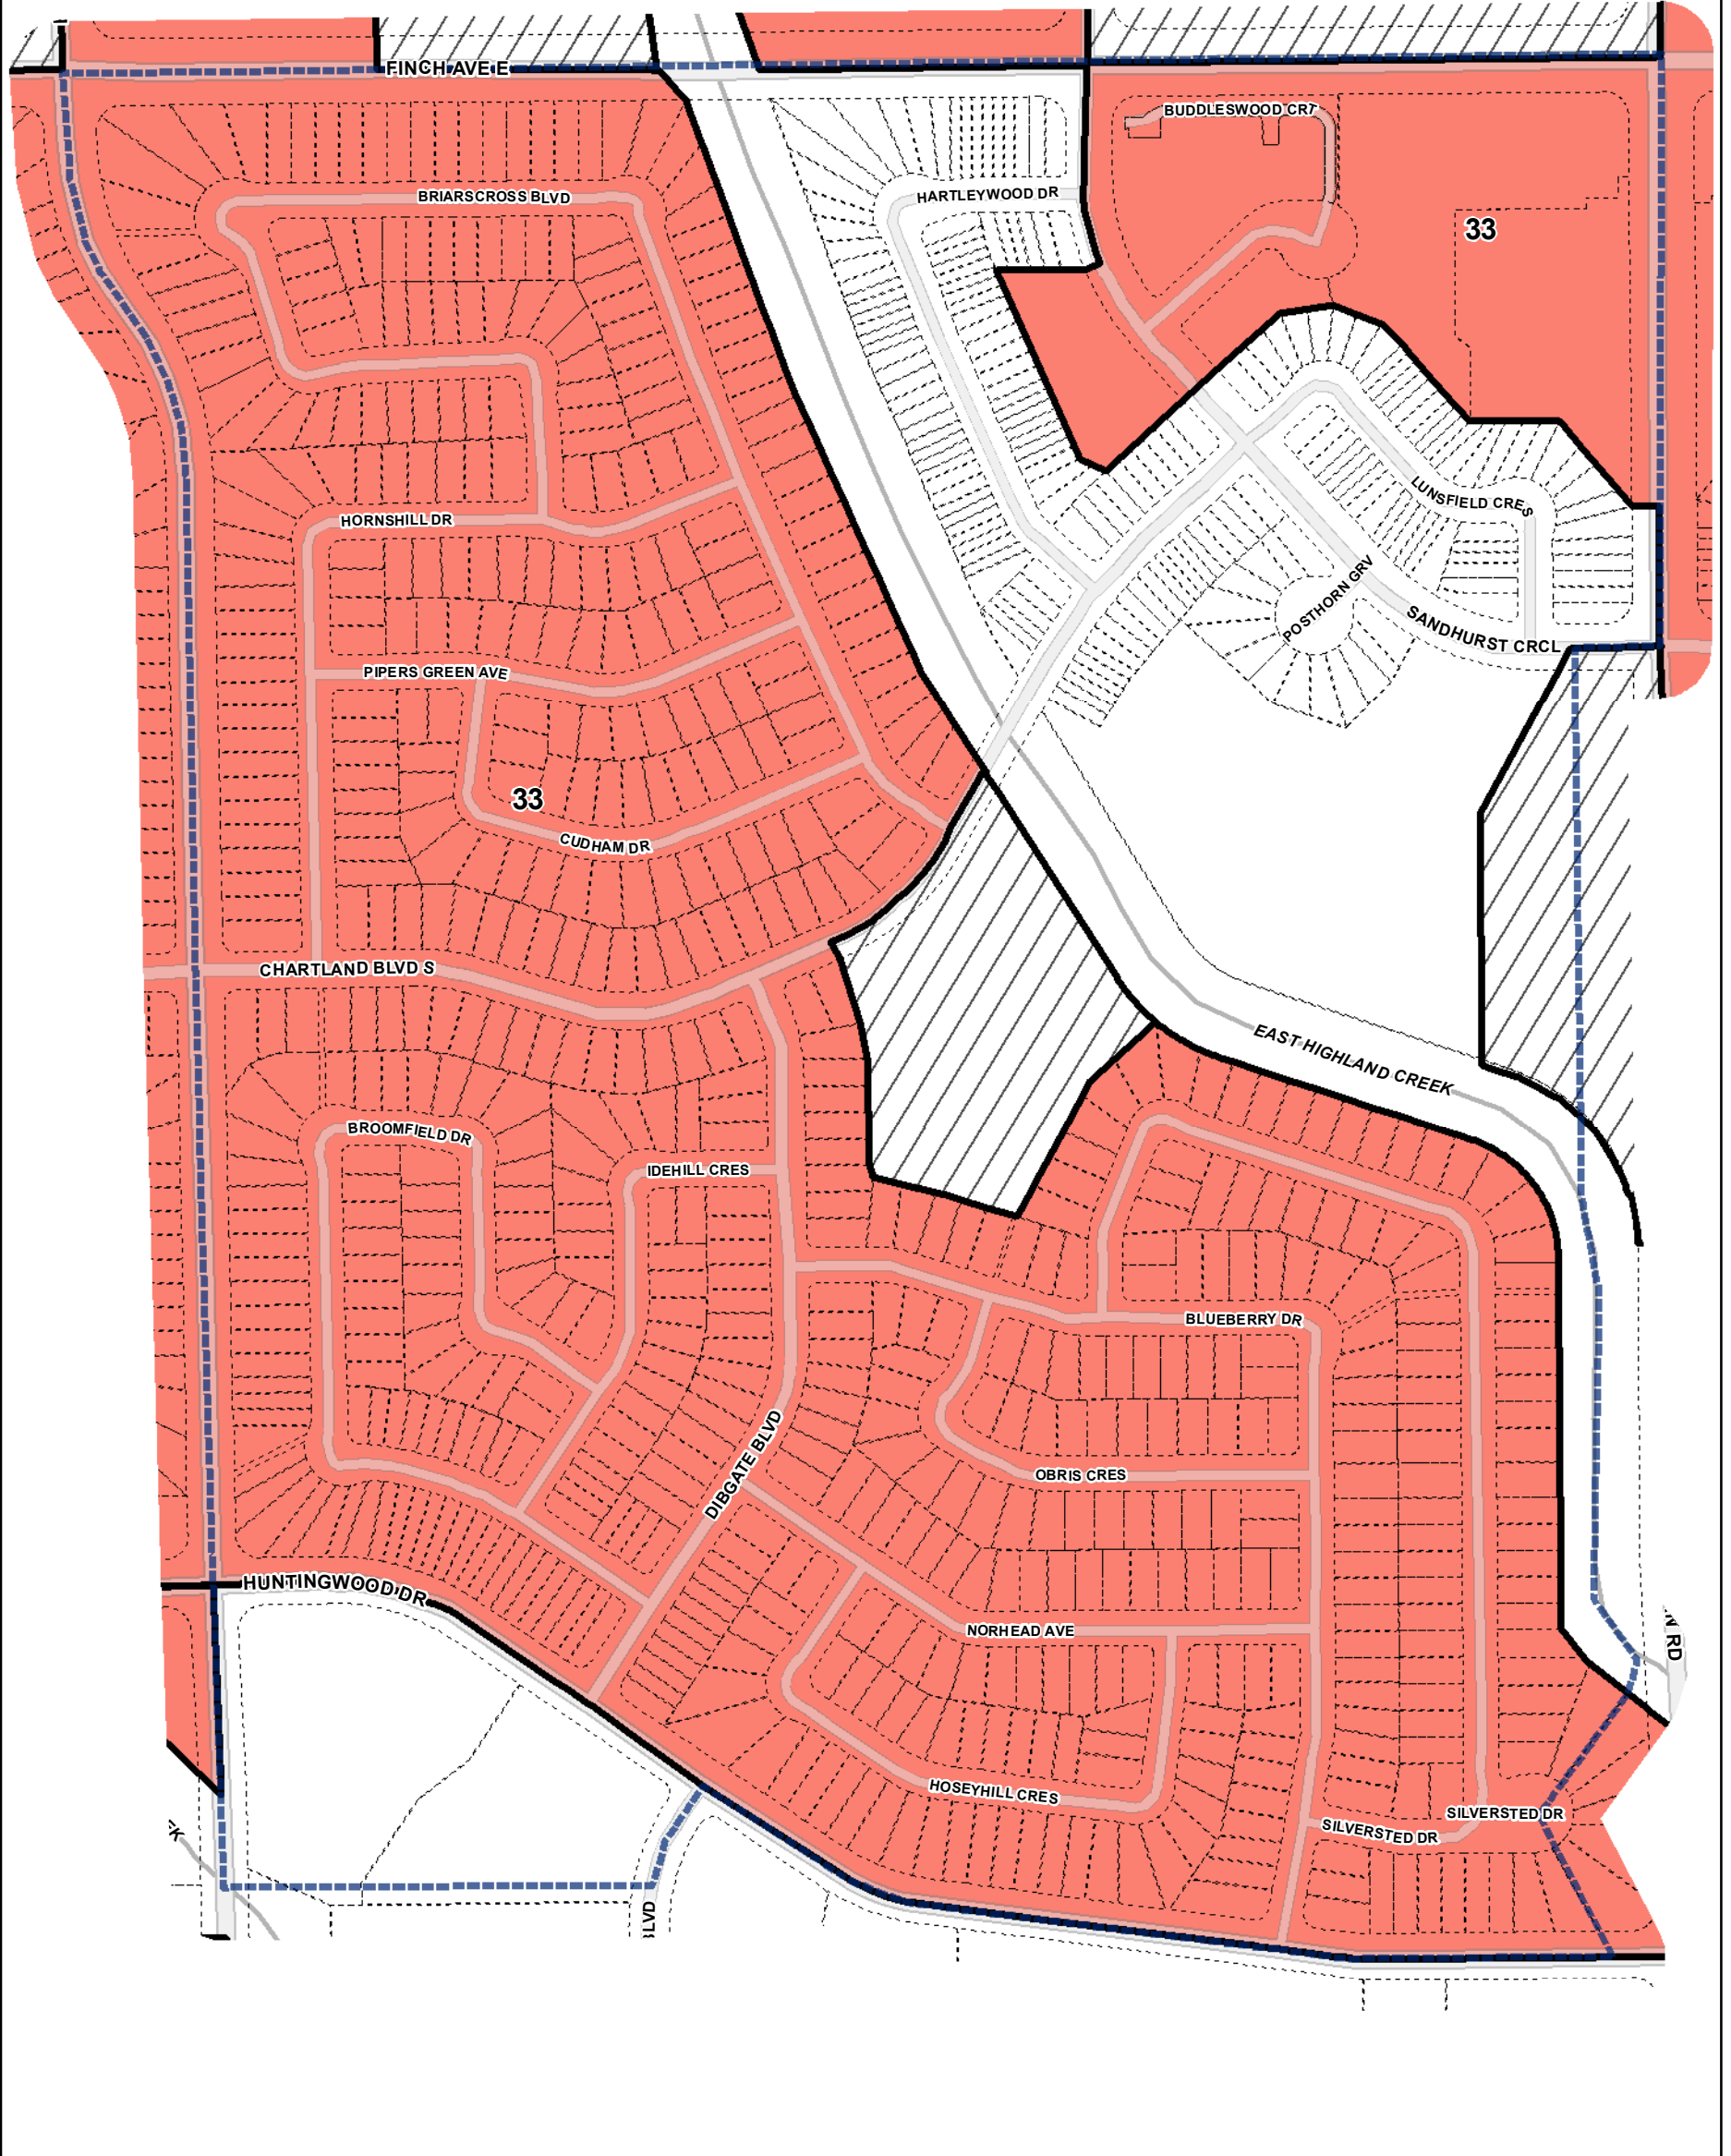 FINCH AVE E
BUDDLESWOOD CRT
BRIARSCROSS BLVD
HARTLEYWOOD DR
33
LUNSFIELD CRES
HORNSHILL DR
POSTHORN GRV
SANDHURST CRCL
PIPERS GREEN AVE
33
CUDHAM DR
CHARTLAND BLVD S
EAST HIGHLAND CREEK
BROOMFIELD DR
IDEHILL CRES
BLUEBERRY DR
DIBGATE BLVD
OBRIS CRES
HUNTINGWOOD DR
NORHEAD AVE
RD
HOSEYHILL CRES
SILVERSTED DR
SILVERSTED DR
BLVD